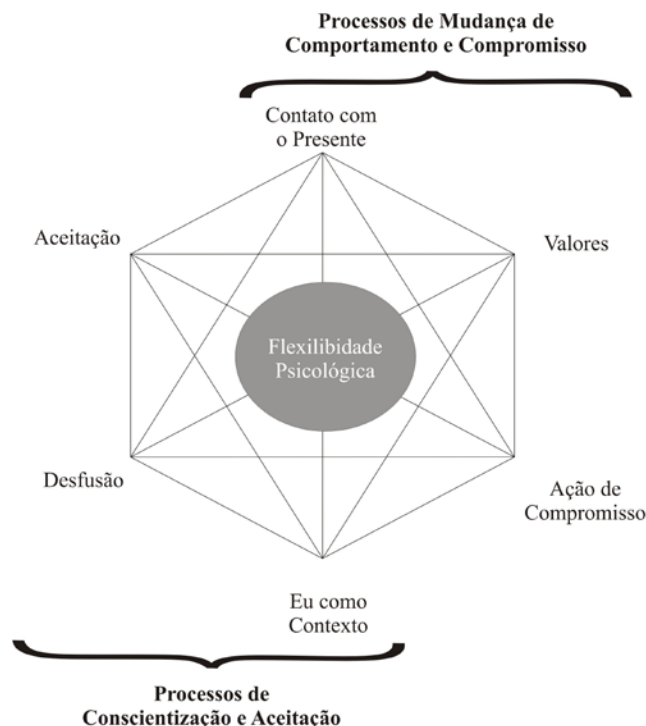 Processos de Mudança de
Comportamento e Compromisso
Contato com
o Presente
Aceitação
Valores
Flexilibidade
Psicológica
Desfusão
Ação de
Compromisso
Eu como
Contexto
Processos de
Conscientização e Aceitação